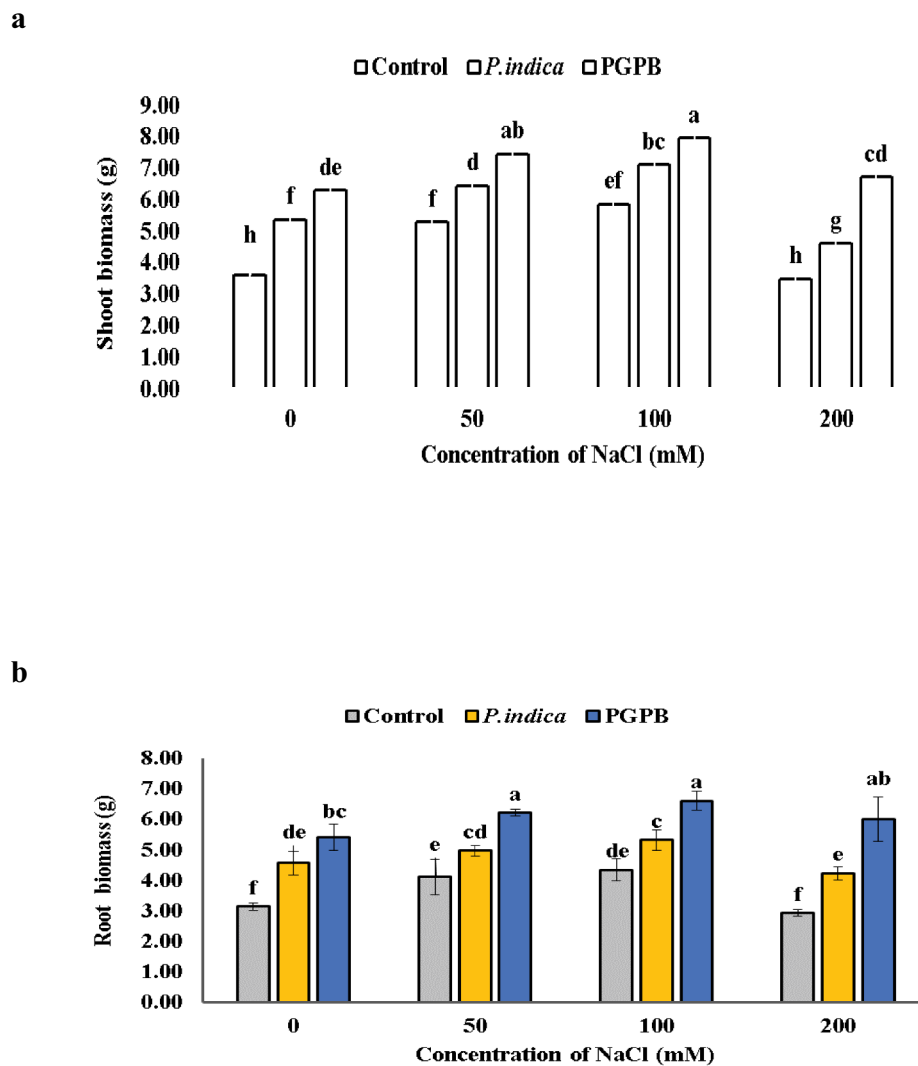 a
Control P.indica PGPB
9.00
8.00
7.00
6.00
5.00
4.00
3.00
2.00
1.00
0.00
Shoot biomass (g)
h f de f d ab ef bc a h g cd
0 50 100 200
Concentration of NaCl (mM)
b
Control P.indica PGPB
8.00
7.00
6.00
5.00
4.00
3.00
2.00
1.00
0.00
Root biomass (g)
f de bc e cd a de c a f e ab
0 50 100 200
Concentration of NaCl (mM)